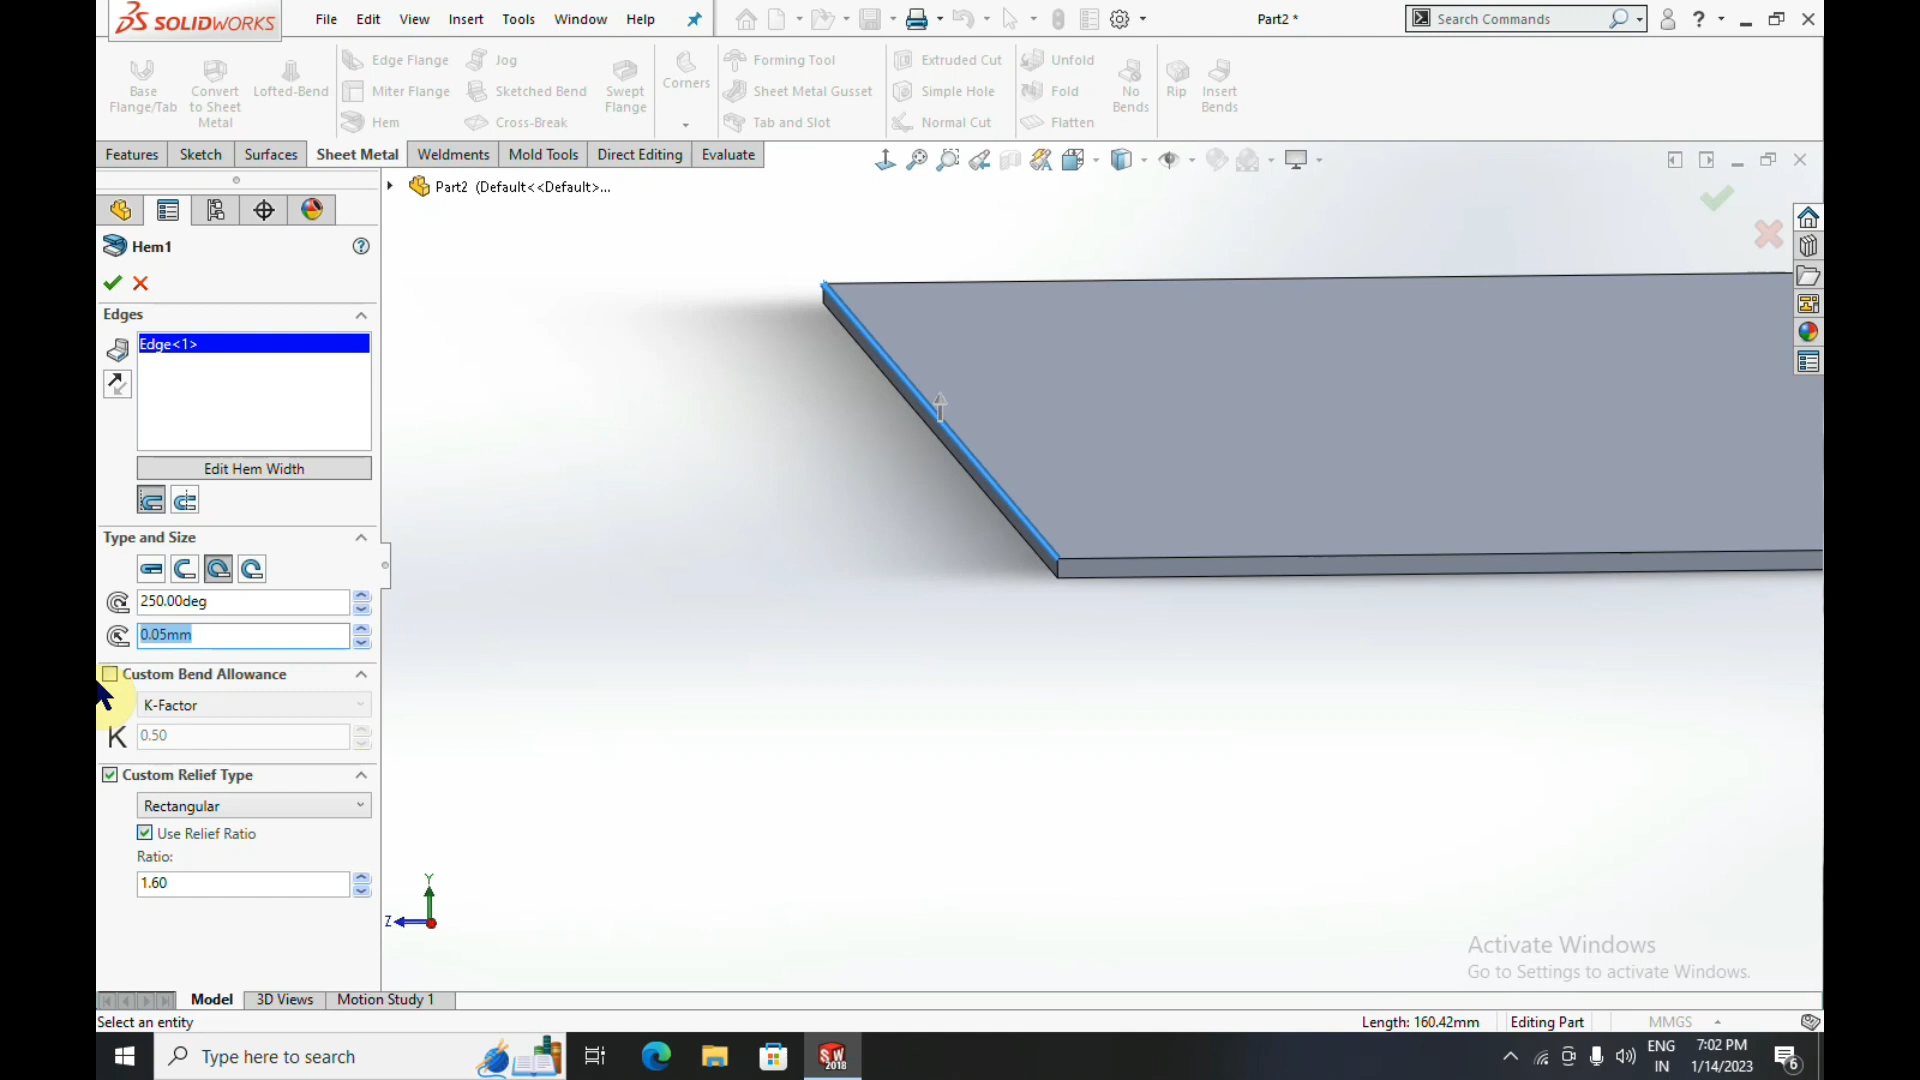 SOLIDWORKS File Edit View Insert Tools Window Help Part2 * Search Commands
Base Flange/Tab
Convert to Sheet Metal
Lofted-Bend
Edge Flange
Miter Flange
Hem
Jog
Sketched Bend
Cross-Break
Swept Flange
Corners
Forming Tool
Sheet Metal Gusset
Tab and Slot
Extruded Cut
Simple Hole
Normal Cut
Unfold
Fold
Flatten
No Bends
Rip
Insert Bends
Features Sketch Surfaces Sheet Metal Weldments Mold Tools Direct Editing Evaluate
Part2 (Default<<Default>...
Hem1
Edges
Edge<1>
Edit Hem Width
Type and Size
250.00deg
0.05mm
Custom Bend Allowance
K-Factor
K 0.50
Custom Relief Type
Rectangular
Use Relief Ratio
Ratio:
1.60
Y
Z
Activate Windows
Go to Settings to activate Windows.
Model 3D Views Motion Study 1
Select an entity Length: 160.42mm Editing Part MMGS
Type here to search
SW 2018
ENG
IN
7:02 PM
1/14/2023
6